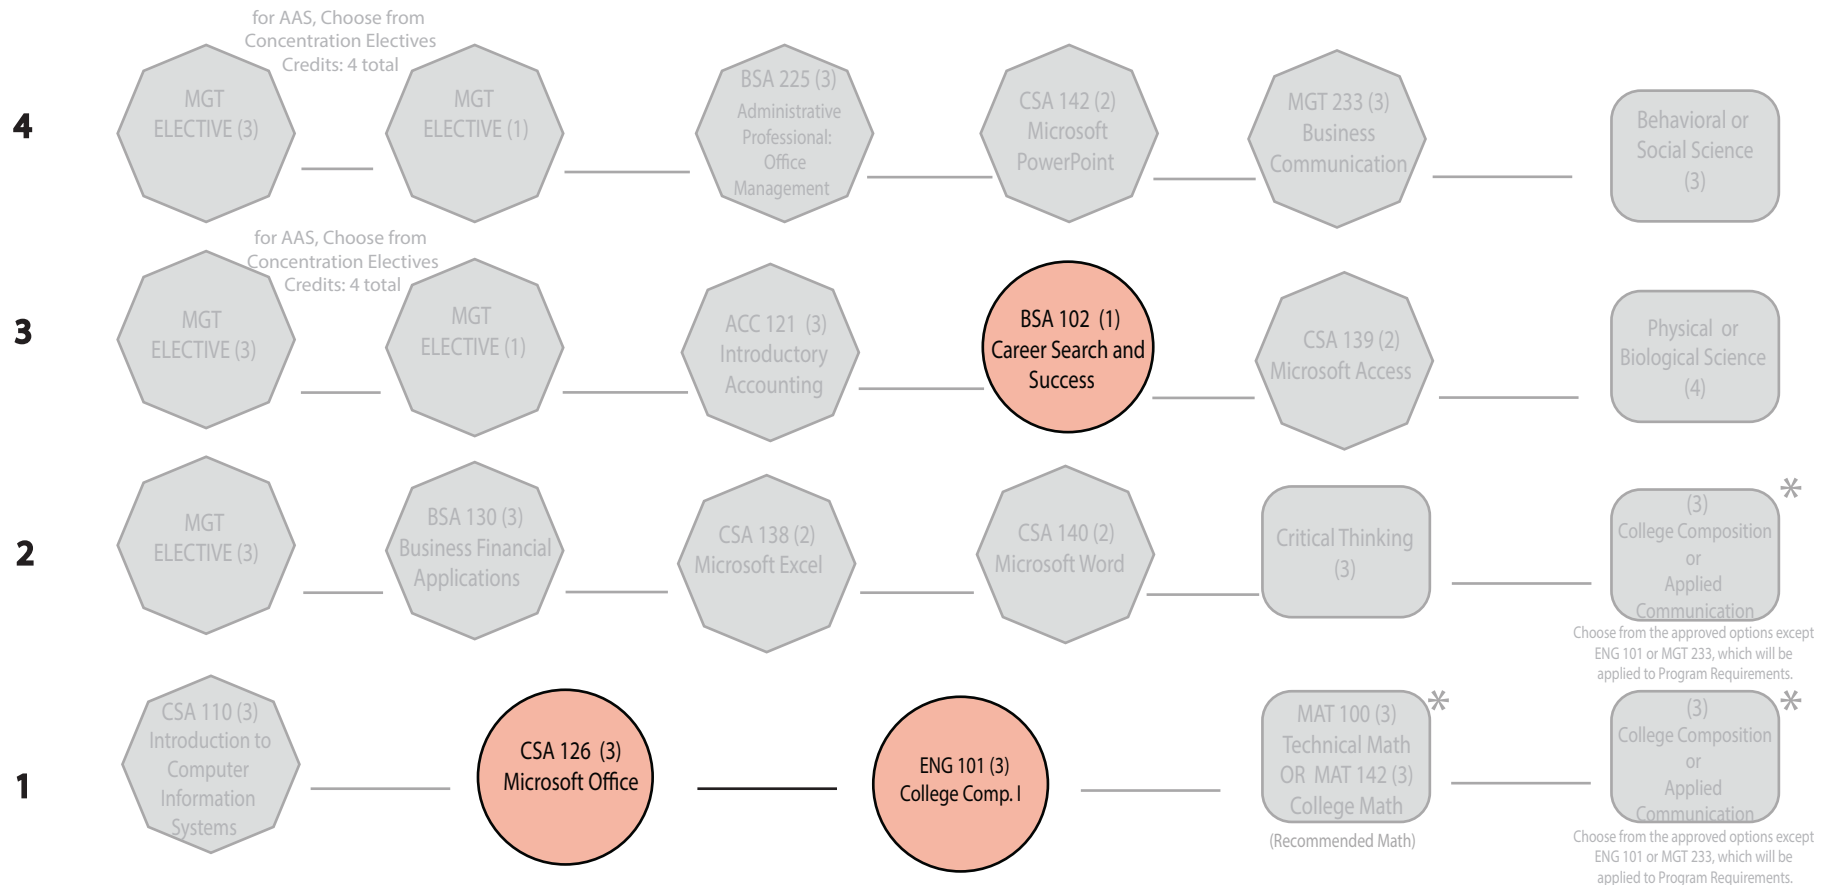 for AAS, Choose from
Concentration Electives
Credits: 4 total
4
MGT
ELECTIVE (3)
MGT
ELECTIVE (1)
BSA 225 (3)
Administrative
Professional:
Office
Management
CSA 142 (2)
Microsoft
PowerPoint
MGT 233 (3)
Business
Communication
Behavioral or
Social Science
(3)
for AAS, Choose from
Concentration Electives
Credits: 4 total
3
MGT
ELECTIVE (3)
MGT
ELECTIVE (1)
ACC 121 (3)
Introductory
Accounting
BSA 102 (1)
Career Search and
Success
CSA 139 (2)
Microsoft Access
Physical or
Biological Science
(4)
2
MGT
ELECTIVE (3)
BSA 130 (3)
Business Financial
Applications
CSA 138 (2)
Microsoft Excel
CSA 140 (2)
Microsoft Word
Critical Thinking
(3)
*
(3)
College Composition
or
Applied
Communication
Choose from the approved options except
ENG 101 or MGT 233, which will be
applied to Program Requirements.
1
CSA 110 (3)
Introduction to
Computer
Information
Systems
CSA 126 (3)
Microsoft Office
ENG 101 (3)
College Comp. I
*
MAT 100 (3)
Technical Math
OR MAT 142 (3)
College Math
(Recommended Math)
*
(3)
College Composition
or
Applied
Communication
Choose from the approved options except
ENG 101 or MGT 233, which will be
applied to Program Requirements.